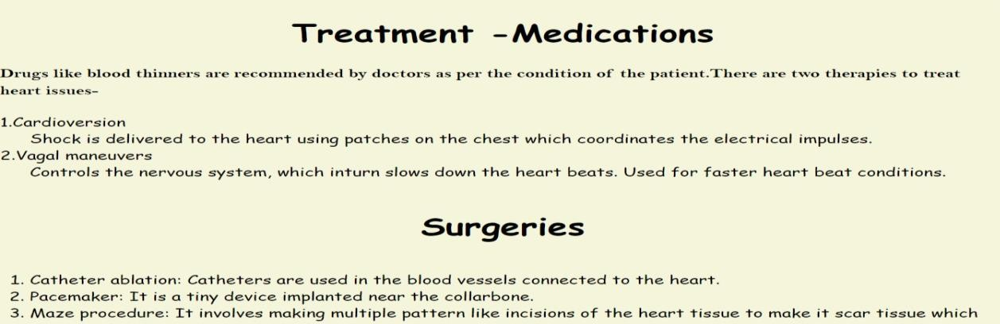 Treatment -Medications
Drugs like blood thinners are recommended by doctors as per the condition of the patient.There are two therapies to treat
heart issues-
1.Cardioversion
Shock is delivered to the heart using patches on the chest which coordinates the electrical impulses.
2.Vagal maneuvers
Controls the nervous system, which inturn slows down the heart beats. Used for faster heart beat conditions.
Surgeries
1. Catheter ablation: Catheters are used in the blood vessels connected to the heart.
2. Pacemaker: It is a tiny device implanted near the collarbone.
3. Maze procedure: It involves making multiple pattern like incisions of the heart tissue to make it scar tissue which